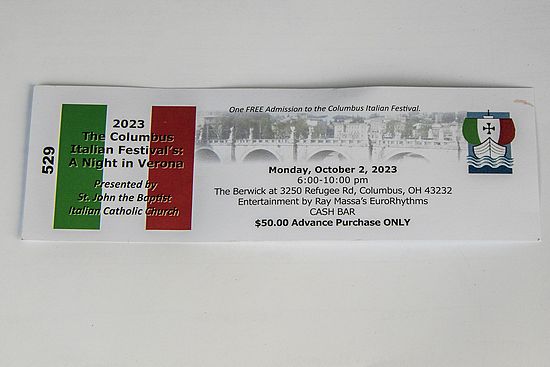 529
2023
The Columbus
Italian Festival's:
A Night in Verona
Presented by
St. John the Baptist
Italian Catholic Church
One FREE Admission to the Columbus Italian Festival.
Monday, October 2, 2023
6:00-10:00 pm
The Berwick at 3250 Refugee Rd, Columbus, OH 43232
Entertainment by Ray Massa's EuroRhythms
CASH BAR
$50.00 Advance Purchase ONLY